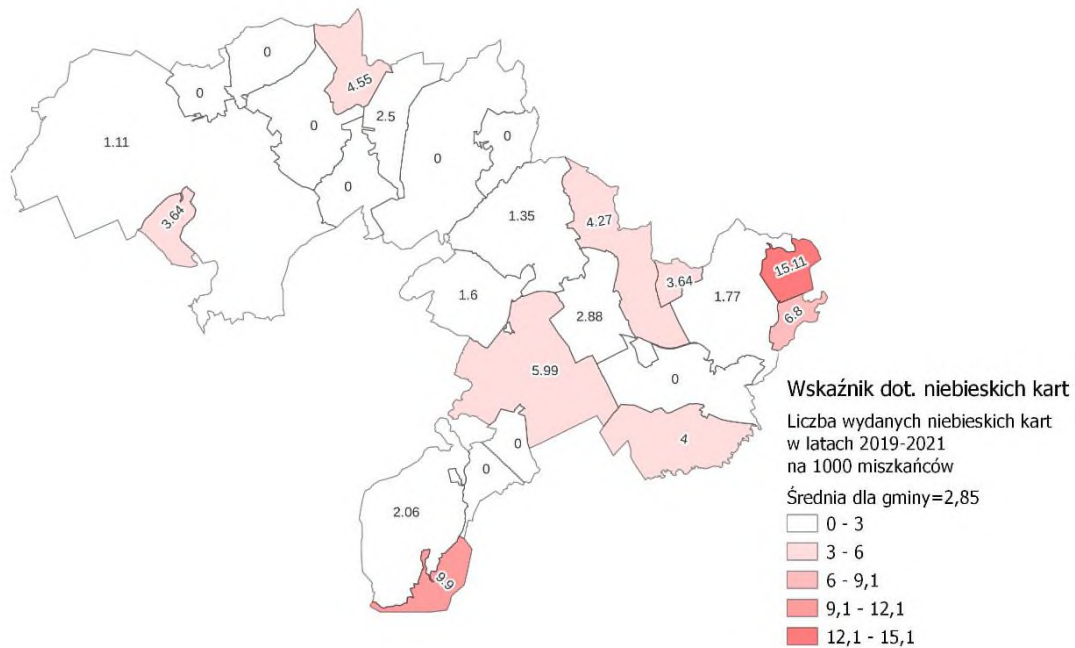 0
4.55
0
2.5
1.11
0
0
0
0
3.64
1.35
4.27
15.11
3.64
1.77
1.6
6.8
2.88
5.99
0
4
0
0
2.06
9.9
Wskaźnik dot. niebieskich kart
Liczba wydanych niebieskich kart
w latach 2019-2021
na 1000 miszkańców
Średnia dla gminy=2,85
0 - 3
3 - 6
6 - 9,1
9,1 - 12,1
12,1 - 15,1